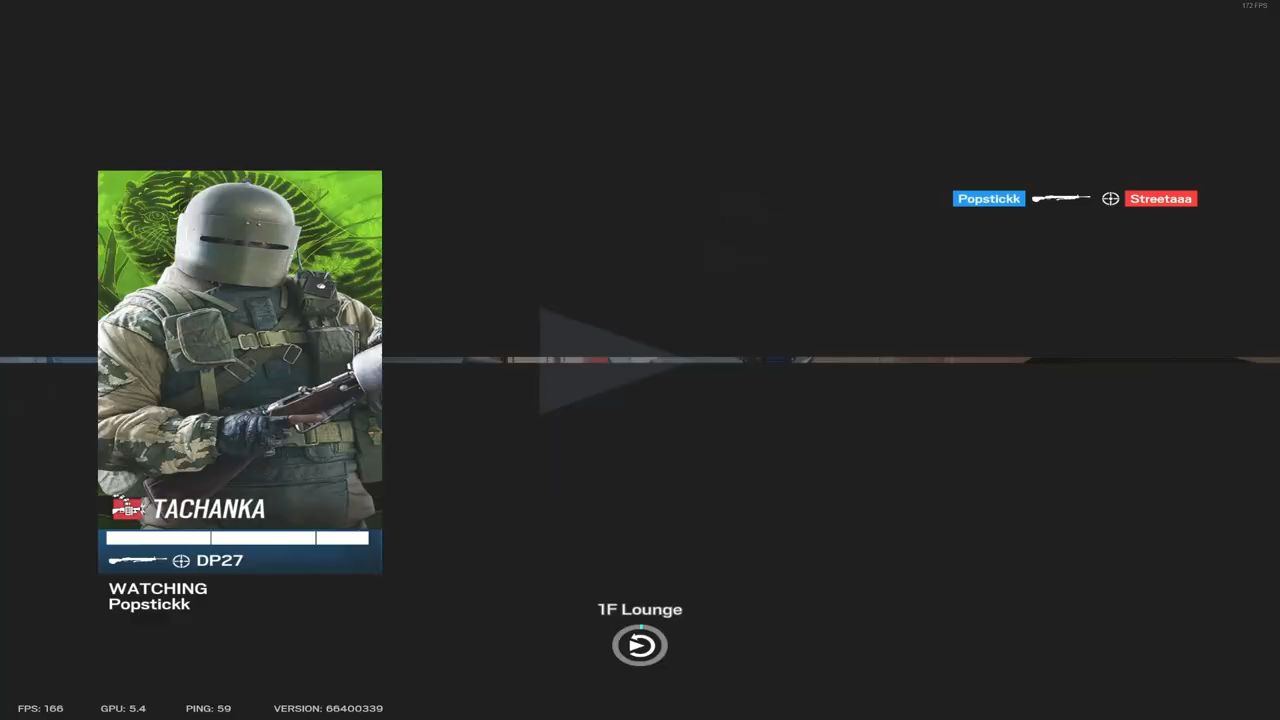 172 FPS
Popstickk Streetaaa
TACHANKA
DP27
WATCHING
Popstickk
1F Lounge
FPS: 166 GPU: 5.4 PING: 59 VERSION: 66400339